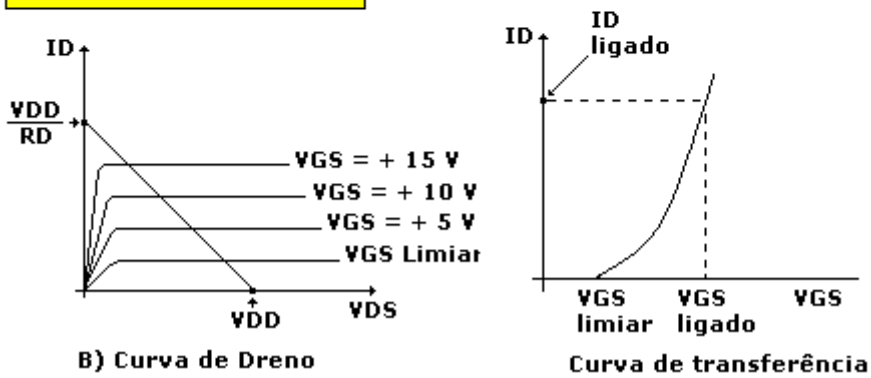 ID
VDD
RD
VGS = + 15 V
VGS = + 10 V
VGS = + 5 V
VGS Limiar
VDD
VDS
B) Curva de Dreno
ID
ID
ligado
VGS
limiar
VGS
ligado
VGS
Curva de transferência